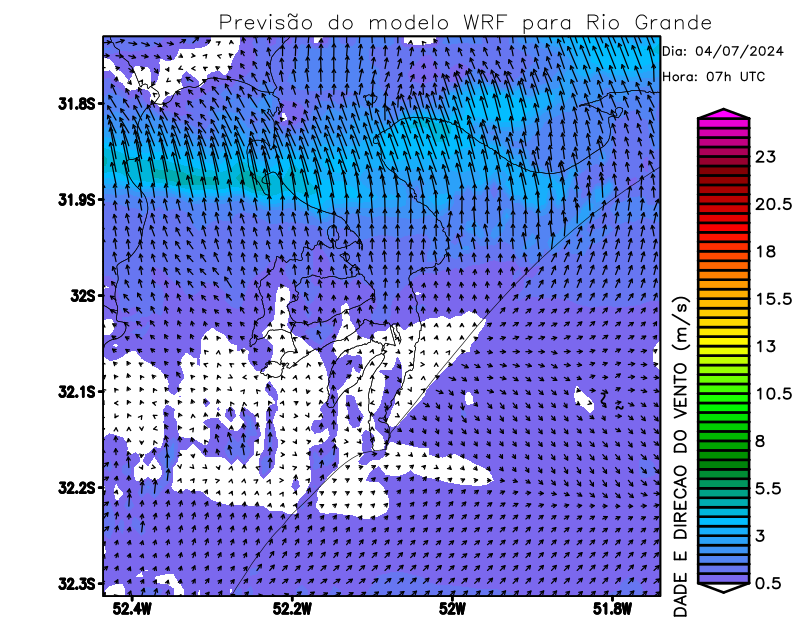 Previsão do modelo WRF para Rio Grande
Dia: 04/07/2024
Hora: 07h UTC
31.8S
31.9S
32S
32.1S
32.2S
32.3S
52.4W
52.2W
52W
51.8W
DADE E DIRECAO DO VENTO (m/s)
23
20.5
18
15.5
13
10.5
8
5.5
3
0.5